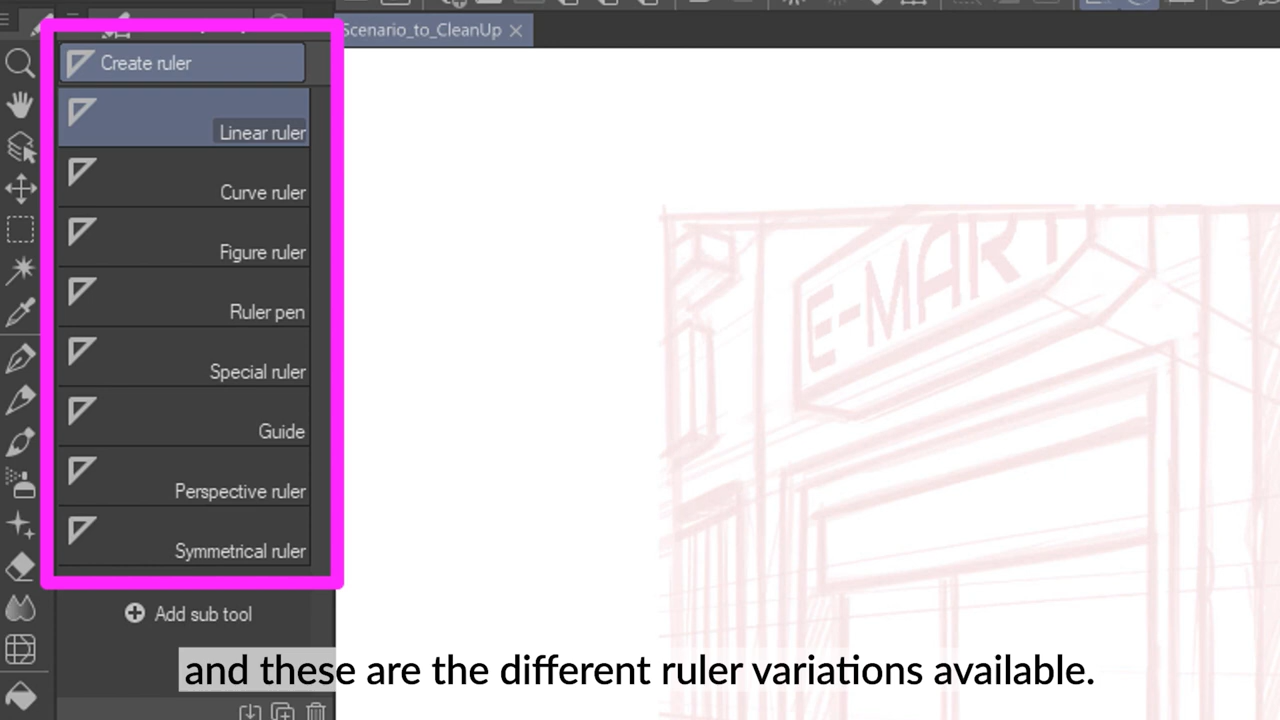 Scenario_to_CleanUp
Create ruler
Linear ruler
Curve ruler
Figure ruler
Ruler pen
Special ruler
Guide
Perspective ruler
Symmetrical ruler
Add sub tool
E-MART
and these are the different ruler variations available.